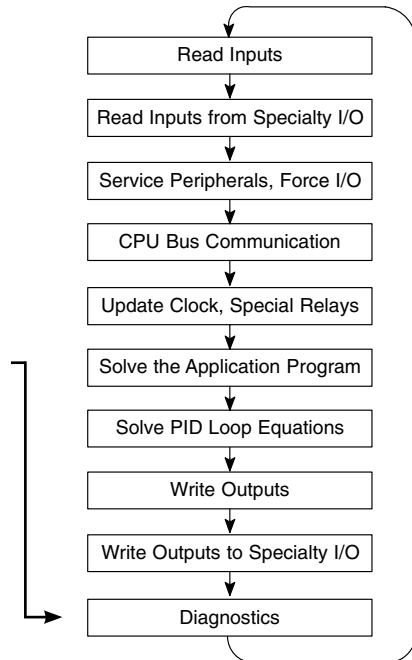 Read Inputs
Read Inputs from Specialty I/O
Service Peripherals, Force I/O
CPU Bus Communication
Update Clock, Special Relays
Solve the Application Program
Solve PID Loop Equations
Write Outputs
Write Outputs to Specialty I/O
Diagnostics